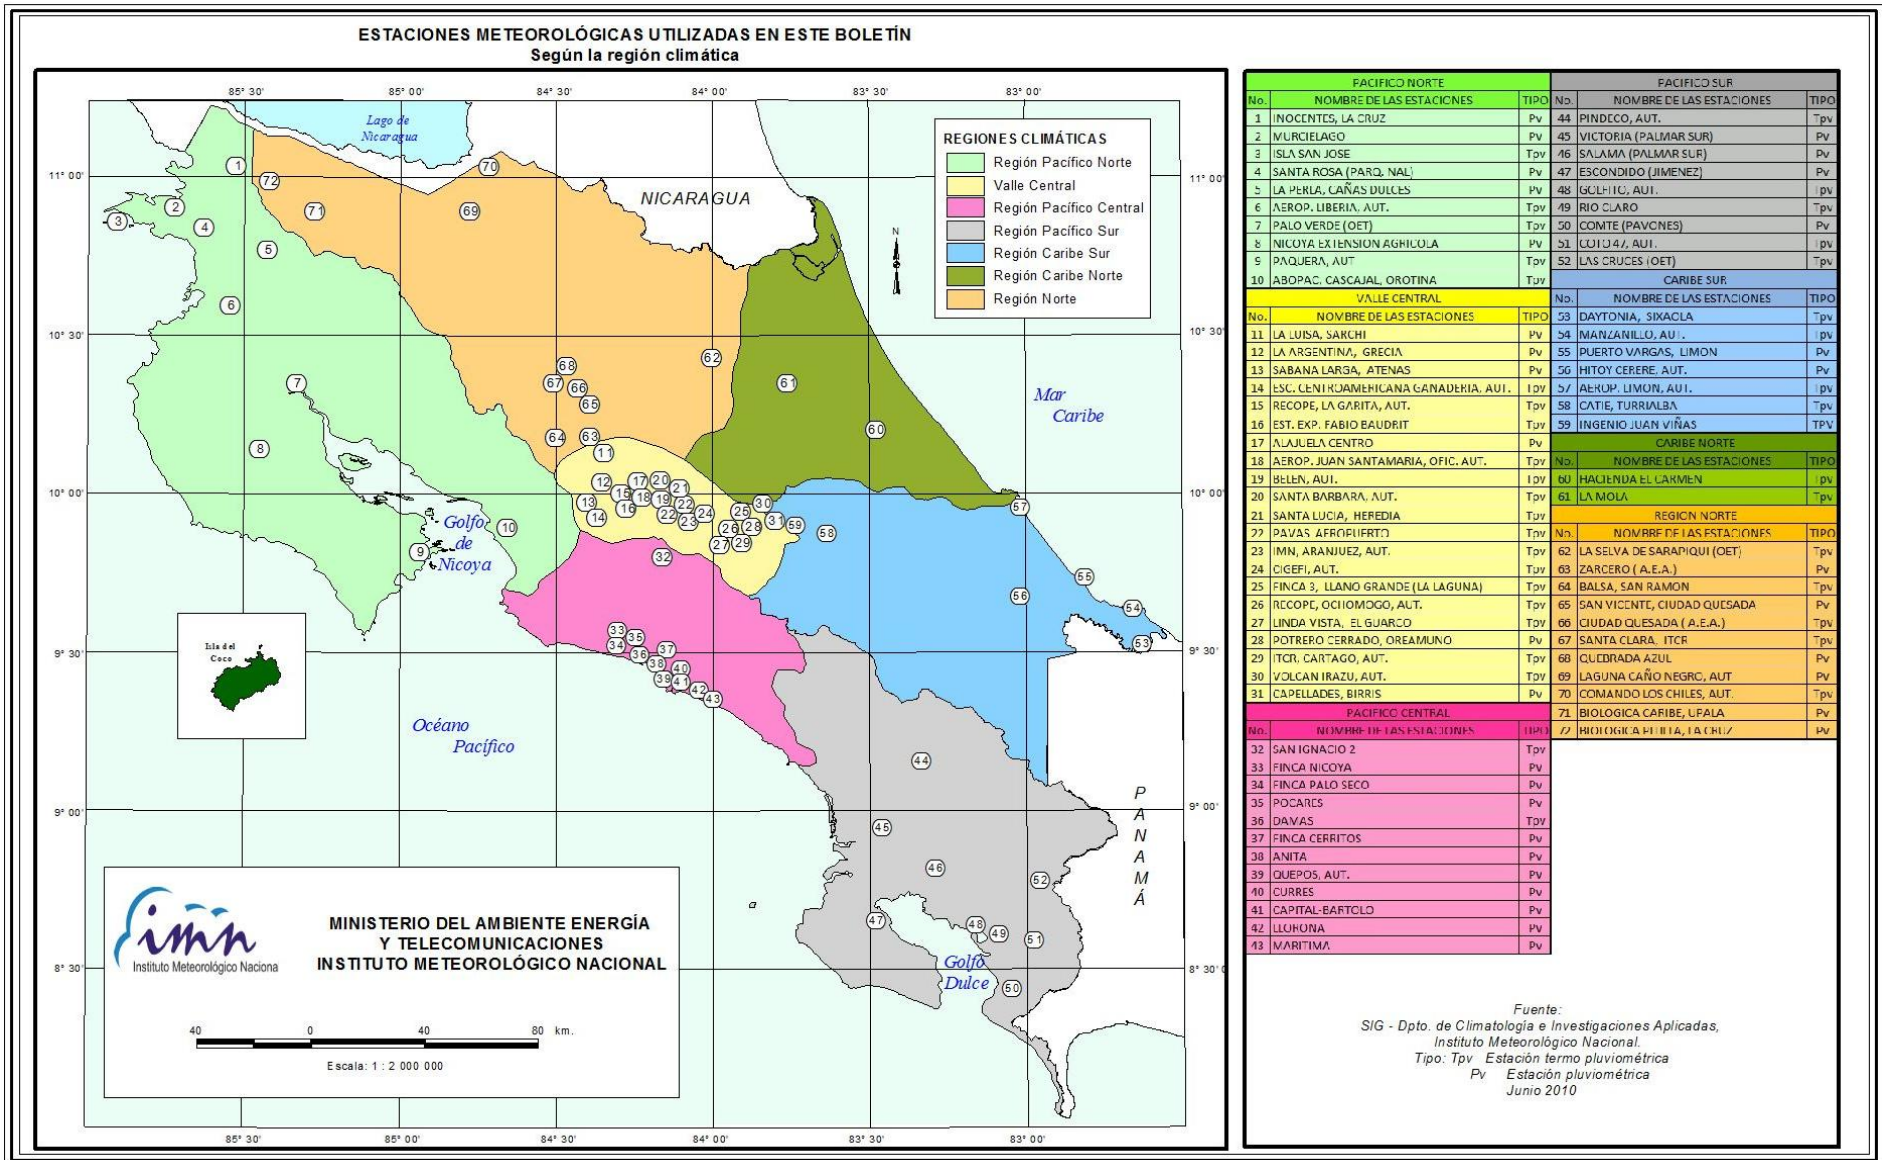 ESTACIONES METEOROLÓGICAS UTILIZADAS EN ESTE BOLETÍN
Según la región climática
85° 30' 85° 00' 84° 30' 84° 00' 83° 30' 83° 00'
Lago de
Nicaragua
NICARAGUA
REGIONES CLIMÁTICAS
Región Pacífico Norte
Valle Central
Región Pacífico Central
Región Pacífico Sur
Región Caribe Sur
Región Caribe Norte
Región Norte
N
11° 00' 11° 00'
10° 30' 10° 30'
10° 00' 10° 00'
9° 30' 9° 30'
9° 00' 9° 00'
8° 30' 8° 30'
Mar
Caribe
Golfo
de
Nicoya
Isla del
Coco
Océano
Pacífico
PANAMÁ
Golfo
Dulce
imn
Instituto Meteorológico Naciona
MINISTERIO DEL AMBIENTE ENERGÍA
Y TELECOMUNICACIONES
INSTITUTO METEOROLÓGICO NACIONAL
40 0 40 80 km.
Escala: 1 : 2 000 000
85° 30' 85° 00' 84° 30' 84° 00' 83° 30' 83° 00'
PACIFICO NORTE
No. NOMBRE DE LAS ESTACIONES TIPO
1 INOCENTES, LA CRUZ Pv
2 MURCIELAGO Pv
3 ISLA SAN JOSE Tpv
4 SANTA ROSA (PARQ. NAL) Pv
5 LA PERLA, CAÑAS DULCES Pv
6 AEROP. LIBERIA, AUT. Tpv
7 PALO VERDE (OET) Tpv
8 NICOYA EXTENSION AGRICOLA Pv
9 PAQUERA, AUT Tpv
10 ABOPAC, CASCAJAL, OROTINA Tpv
VALLE CENTRAL
No. NOMBRE DE LAS ESTACIONES TIPO
11 LA LUISA, SARCHI Pv
12 LA ARGENTINA, GRECIA Pv
13 SABANA LARGA, ATENAS Pv
14 ESC. CENTROAMERICANA GANADERIA, AUT. Tpv
15 RECOPE, LA GARITA, AUT. Tpv
16 EST. EXP. FABIO BAUDRIT Tpv
17 ALAJUELA CENTRO Pv
18 AEROP. JUAN SANTAMARIA, OFIC. AUT. Tpv
19 BELEN, AUT. Tpv
20 SANTA BARBARA, AUT. Tpv
21 SANTA LUCIA, HEREDIA Tpv
22 PAVAS AEROPUERTO Tpv
23 IMN, ARANJUEZ, AUT. Tpv
24 CIGEFI, AUT. Tpv
25 FINCA 3, LLANO GRANDE (LA LAGUNA) Tpv
26 RECOPE, OCHOMOGO, AUT. Tpv
27 LINDA VISTA, EL GUARCO Tpv
28 POTRERO CERRADO, OREAMUNO Pv
29 ITCR, CARTAGO, AUT. Tpv
30 VOLCAN IRAZU, AUT. Tpv
31 CAPELLADES, BIRRIS Pv
PACIFICO CENTRAL
No. NOMBRE DE LAS ESTACIONES TIPO
32 SAN IGNACIO 2 Tpv
33 FINCA NICOYA Pv
34 FINCA PALO SECO Pv
35 POCARES Pv
36 DAMAS Tpv
37 FINCA CERRITOS Pv
38 ANITA Pv
39 QUEPOS, AUT. Pv
40 CURRES Pv
41 CAPITAL-BARTOLO Pv
42 LLORONA Pv
43 MARITIMA Pv
PACIFICO SUR
No. NOMBRE DE LAS ESTACIONES TIPO
44 PINDECO, AUT. Tpv
45 VICTORIA (PALMAR SUR) Pv
46 SALAMA (PALMAR SUR) Pv
47 ESCONDIDO (JIMENEZ) Pv
48 GOLFITO, AUT. Tpv
49 RIO CLARO Tpv
50 COMTE (PAVONES) Tpv
51 COTO 47, AUT. Tpv
52 LAS CRUCES (OET) Tpv
CARIBE SUR
No. NOMBRE DE LAS ESTACIONES TIPO
53 DAYTONIA, SIXAOLA Tpv
54 MANZANILLO, AUT. Tpv
55 PUERTO VARGAS, LIMON Pv
56 HITOY CERERE, AUT. Pv
57 AEROP. LIMON, AUT. Tpv
58 CATIE, TURRIALBA Tpv
59 INGENIO JUAN VIÑAS TPV
CARIBE NORTE
No. NOMBRE DE LAS ESTACIONES TIPO
60 HACIENDA EL CARMEN Tpv
61 LA MOLA Tpv
REGION NORTE
No. NOMBRE DE LAS ESTACIONES TIPO
62 LA SELVA DE SARAPIQUI (OET) Tpv
63 ZARCERO ( A.E.A.) Pv
64 BALSA, SAN RAMON Tpv
65 SAN VICENTE, CIUDAD QUESADA Pv
66 CIUDAD QUESADA ( A.E.A.) Tpv
67 SANTA CLARA, ITCR Tpv
68 QUEBRADA AZUL Pv
69 LAGUNA CAÑO NEGRO, AUT Pv
70 COMANDO LOS CHILES, AUT. Tpv
71 BIOLOGICA CARIBE, UPALA Pv
72 BIOLOGICA PITILLA, LA CRUZ Pv
Fuente:
SIG - Dpto. de Climatología e Investigaciones Aplicadas,
Instituto Meteorológico Nacional.
Tipo: Tpv Estación termo pluviométrica
Pv Estación pluviométrica
Junio 2010